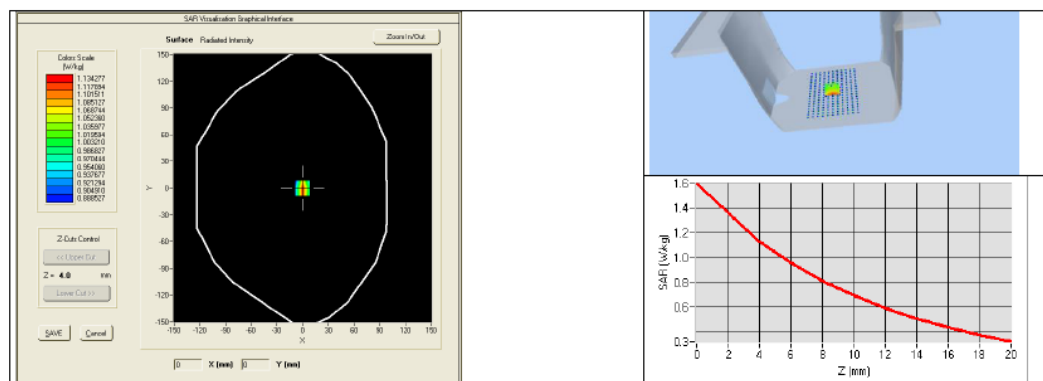 SAR Visualisation Graphical Interface
Surface Radiated Intensity
Zoom In/Out
Colors Scale
(W/kg)
1.134277
1.117894
1.101511
1.085127
1.068744
1.052360
1.035977
1.019594
1.003210
0.986827
0.970444
0.954060
0.937677
0.921294
0.904910
0.888527
Z-Cuts Control
<< Upper Cut
Z = 4.0 mm
Lower Cut >>
SAVE Cancel
150-
120-
90-
60-
30-
0-
-30-
-60-
-90-
-120-
-150-
Y
-150 -120 -90 -60 -30 0 30 60 90 120 150
X
0 X (mm) 0 Y (mm)
1.6
1.4
1.2
1.0
0.8
0.6
0.3
SAR (W/kg)
0 2 4 6 8 10 12 14 16 18 20
Z (mm)